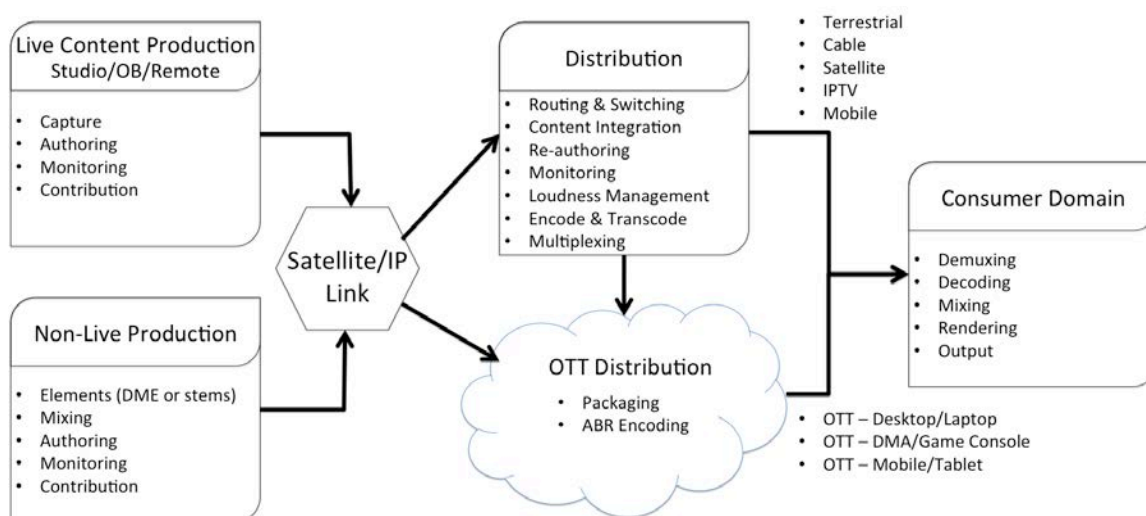 Live Content Production
Studio/OB/Remote
• Capture
• Authoring
• Monitoring
• Contribution
Non-Live Production
• Elements (DME or stems)
• Mixing
• Authoring
• Monitoring
• Contribution
Satellite/IP
Link
Distribution
• Routing & Switching
• Content Integration
• Re-authoring
• Monitoring
• Loudness Management
• Encode & Transcode
• Multiplexing
OTT Distribution
• Packaging
• ABR Encoding
• Terrestrial
• Cable
• Satellite
• IPTV
• Mobile
• OTT – Desktop/Laptop
• OTT – DMA/Game Console
• OTT – Mobile/Tablet
Consumer Domain
• Demuxing
• Decoding
• Mixing
• Rendering
• Output